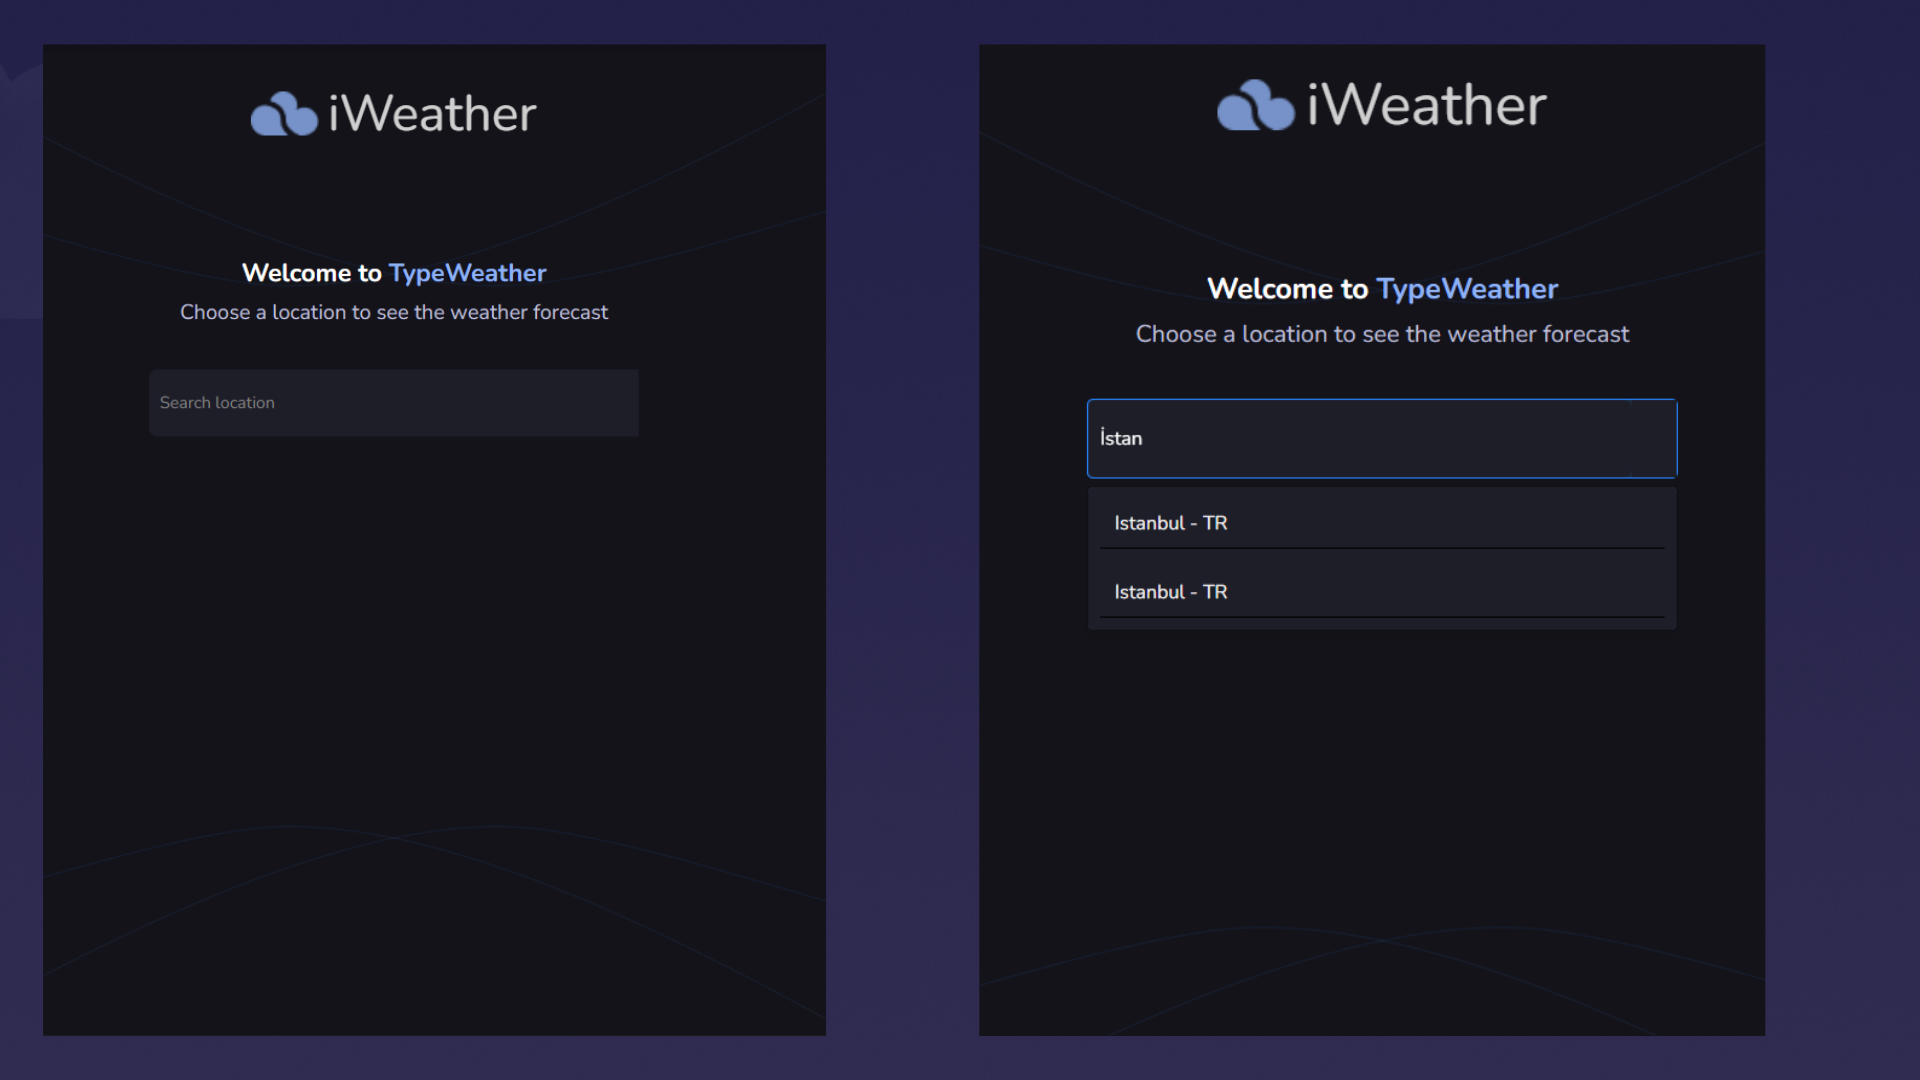 iWeather
Welcome to TypeWeather
Choose a location to see the weather forecast
Search location
iWeather
Welcome to TypeWeather
Choose a location to see the weather forecast
İstan
Istanbul - TR
Istanbul - TR